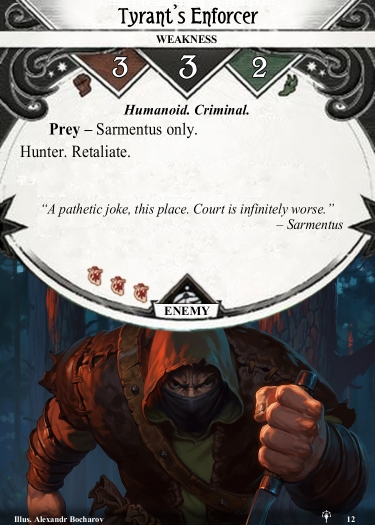 Tyrant's Enforcer
WEAKNESS
3 3 2
Humanoid. Criminal.
Prey – Sarmentus only.
Hunter. Retaliate.
“A pathetic joke, this place. Court is infinitely worse.”
– Sarmentus
ENEMY
Illus. Alexandr Bocharov 12